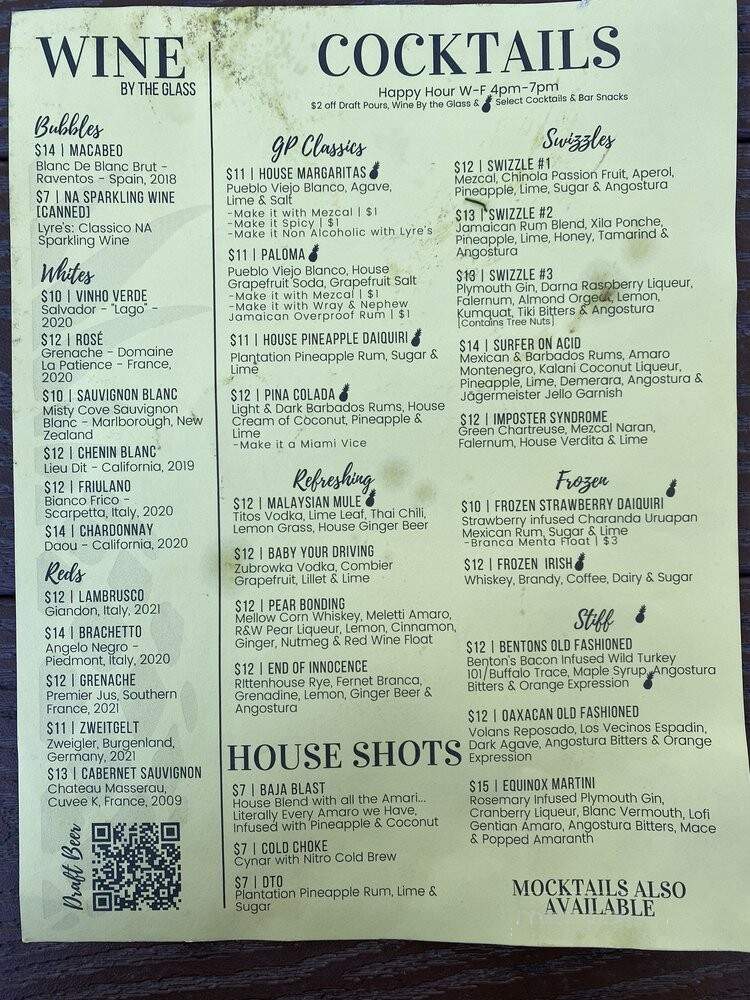 WINE
BY THE GLASS
Bubbles
$14 | MACABEO
Blanc De Blanc Brut -
Raventos - Spain, 2018
$7 | NA SPARKLING WINE
[CANNED]
Lyre's: Classico NA
Sparkling Wine
Whites
$10 | VINHO VERDE
Salvador - "Lago" -
2020
$12 | ROSÉ
Grenache - Domaine
La Patience - France,
2020
$10 | SAUVIGNON BLANC
Misty Cove Sauvignon
Blanc - Marlborough, New
Zealand
$12 | CHENIN BLANC
Lieu Dit - California, 2019
$12 | FRIULANO
Bianco Frico -
Scarpetta, Italy, 2020
$14 | CHARDONNAY
Daou - California, 2020
Reds
$12 | LAMBRUSCO
Giandon, Italy, 2021
$14 | BRACHETTO
Angelo Negro -
Piedmont, Italy, 2020
$12 | GRENACHE
Premier Jus, Southern
France, 2021
$11 | ZWEITGELT
Zweigler, Burgenland,
Germany, 2021
$13 | CABERNET SAUVIGNON
Chateau Masserau,
Cuvee K, France, 2009
Draft Beer
COCKTAILS
Happy Hour W-F 4pm-7pm
$2 off Draft Pours, Wine By the Glass & Select Cocktails & Bar Snacks
GP Classics
$11 | HOUSE MARGARITAS
Pueblo Viejo Blanco, Agave,
Lime & Salt
-Make it with Mezcal | $1
-Make it Spicy | $1
-Make it Non Alcoholic with Lyre's
$11 | PALOMA
Pueblo Viejo Blanco, House
Grapefruit Soda, Grapefruit Salt
-Make it with Mezcal | $1
-Make it with Wray & Nephew
Jamaican Overproof Rum | $1
$11 | HOUSE PINEAPPLE DAIQUIRI
Plantation Pineapple Rum, Sugar &
Lime
$12 | PINA COLADA
Light & Dark Barbados Rums, House
Cream of Coconut, Pineapple &
Lime
-Make it a Miami Vice
Refreshing
$12 | MALAYSIAN MULE
Titos Vodka, Lime Leaf, Thai Chili,
Lemon Grass, House Ginger Beer
$12 | BABY YOUR DRIVING
Zubrowka Vodka, Combier
Grapefruit, Lillet & Lime
$12 | PEAR BONDING
Mellow Corn Whiskey, Meletti Amaro,
R&W Pear Liqueur, Lemon, Cinnamon,
Ginger, Nutmeg & Red Wine Float
$12 | END OF INNOCENCE
RIttenhouse Rye, Fernet Branca,
Grenadine, Lemon, Ginger Beer &
Angostura
HOUSE SHOTS
$7 | BAJA BLAST
House Blend with all the Amari...
Literally Every Amaro we Have,
Infused with Pineapple & Coconut
$7 | COLD CHOKE
Cynar with Nitro Cold Brew
$7 | DTO
Plantation Pineapple Rum, Lime &
Sugar
Swizzles
$12 | SWIZZLE #1
Mezcal, Chinola Passion Fruit, Aperol,
Pineapple, Lime, Sugar & Angostura
$13 | SWIZZLE #2
Jamaican Rum Blend, Xila Ponche,
Pineapple, Lime, Honey, Tamarind &
Angostura
$13 | SWIZZLE #3
Plymouth Gin, Darna Raspberry Liqueur,
Falernum, Almond Orgeat, Lemon,
Kumquat, Tiki Bitters & Angostura
[Contains Tree Nuts]
$14 | SURFER ON ACID
Mexican & Barbados Rums, Amaro
Montenegro, Kalani Coconut Liqueur,
Pineapple, Lime, Demerara, Angostura &
Jägermeister Jello Garnish
$12 | IMPOSTER SYNDROME
Green Chartreuse, Mezcal Naran,
Falernum, House Verdita & Lime
Frozen
$10 | FROZEN STRAWBERRY DAIQUIRI
Strawberry infused Charanda Uruapan
Mexican Rum, Sugar & Lime
-Branca Menta Float | $3
$12 | FROZEN IRISH
Whiskey, Brandy, Coffee, Dairy & Sugar
Stiff
$12 | BENTONS OLD FASHIONED
Benton's Bacon Infused Wild Turkey
101/Buffalo Trace, Maple Syrup, Angostura
Bitters & Orange Expression
$12 | OAXACAN OLD FASHIONED
Volans Reposado, Los Vecinos Espadin,
Dark Agave, Angostura Bitters & Orange
Expression
$15 | EQUINOX MARTINI
Rosemary Infused Plymouth Gin,
Cranberry Liqueur, Blanc Vermouth, Lofi
Gentian Amaro, Angostura Bitters, Mace
& Popped Amaranth
MOCKTAILS ALSO
AVAILABLE